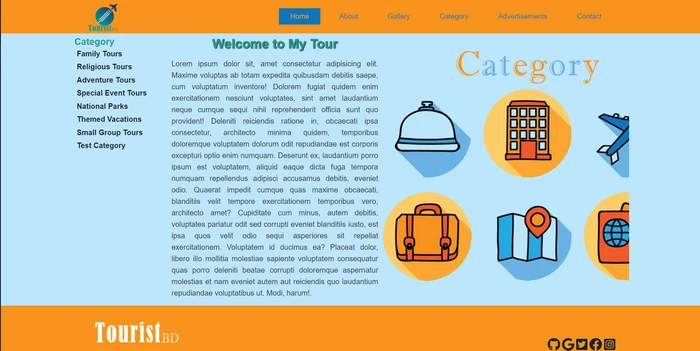 TouristBD
Home About Gallery Category Advertisements Contact
Category
Family Tours
Religious Tours
Adventure Tours
Special Event Tours
National Parks
Themed Vacations
Small Group Tours
Test Category
Welcome to My Tour
Lorem ipsum dolor sit, amet consectetur adipisicing elit.
Maxime voluptas ab totam expedita quibusdam debitis saepe,
cum voluptatum inventore! Dolorem fugiat quidem enim
exercitationem nesciunt voluptates, sint amet laudantium
neque cumque sequi nihil reprehenderit officia sunt quo
provident! Deleniti reiciendis ratione in, obcaecati ipsa
consectetur, architecto minima quidem, temporibus
doloremque voluptatem dolorum odit repudiandae est corporis
excepturi optio enim numquam. Deserunt ex, laudantium porro
ipsum est voluptatem, aliquid eaque dicta fuga tempora
numquam repellendus adipisci accusamus debitis, eveniet
odio. Quaerat impedit cumque quas maxime obcaecati,
blanditiis velit tempore exercitationem temporibus vero,
architecto amet? Cupiditate cum minus, autem debitis,
voluptates pariatur odit sed corrupti eveniet blanditiis iusto, est
ipsa quos velit odio sequi asperiores sit repellat
exercitationem. Voluptatem id ducimus ea? Placeat dolor,
libero illo mollitia molestiae sapiente voluptatem consequatur
quas porro deleniti beatae corrupti doloremque aspernatur
molestias et nam eveniet autem aut reiciendis quo laudantium
repudiandae voluptatibus ut. Modi, harum!.
Category
TouristBD